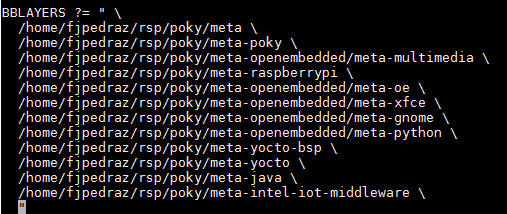 BBLAYERS ?= " \
/home/fjpedraz/rsp/poky/meta \
/home/fjpedraz/rsp/poky/meta-poky \
/home/fjpedraz/rsp/poky/meta-openembedded/meta-multimedia \
/home/fjpedraz/rsp/poky/meta-raspberrypi \
/home/fjpedraz/rsp/poky/meta-openembedded/meta-oe \
/home/fjpedraz/rsp/poky/meta-openembedded/meta-xfce \
/home/fjpedraz/rsp/poky/meta-openembedded/meta-gnome \
/home/fjpedraz/rsp/poky/meta-openembedded/meta-python \
/home/fjpedraz/rsp/poky/meta-yocto-bsp \
/home/fjpedraz/rsp/poky/meta-yocto \
/home/fjpedraz/rsp/poky/meta-java \
/home/fjpedraz/rsp/poky/meta-intel-iot-middleware \
"